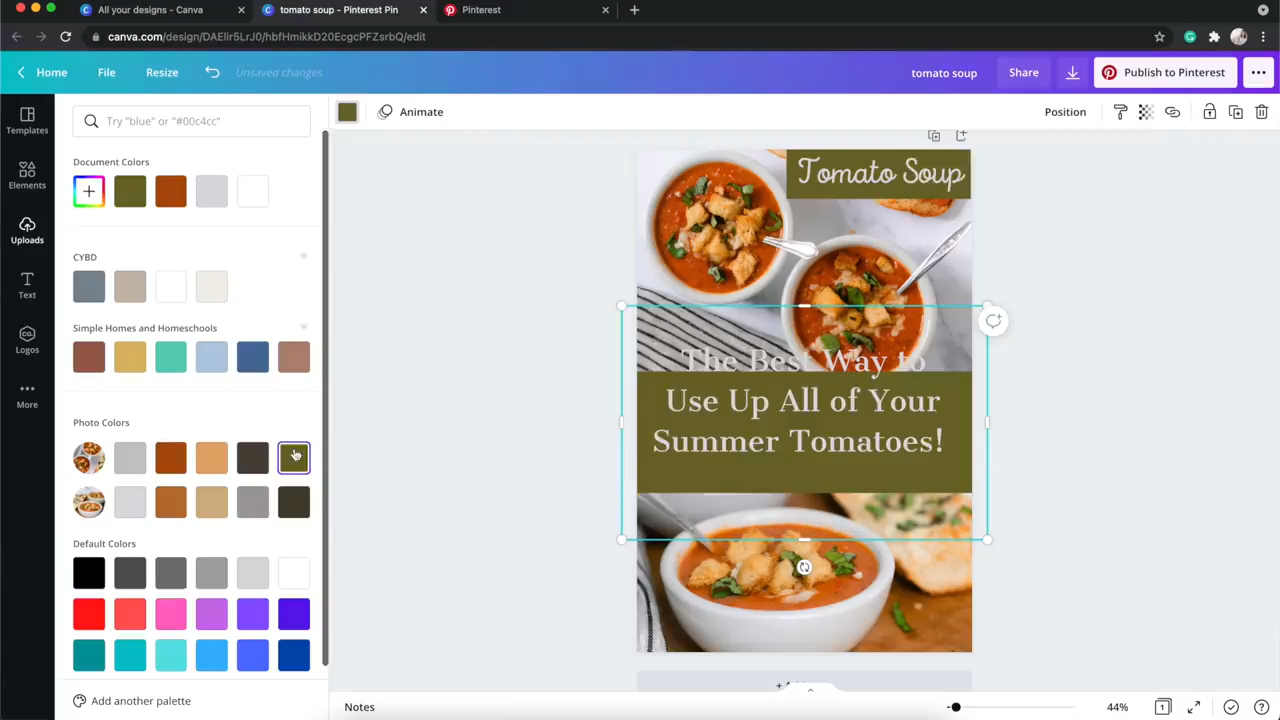 All your designs - Canva
tomato soup - Pinterest Pin
Pinterest
canva.com/design/DAElir5LrJ0/hbfHmikkD20EcgcPFZsrbQ/edit
Home
File
Resize
Unsaved changes
tomato soup
Share
Publish to Pinterest
Templates
Elements
Uploads
Text
CO.
Logos
More
Try "blue" or "#00c4cc"
Document Colors
CYBD
Simple Homes and Homeschools
Photo Colors
Default Colors
Add another palette
Animate
Position
Tomato Soup
The Best Way to
Use Up All of Your
Summer Tomatoes!
Notes
44%
1